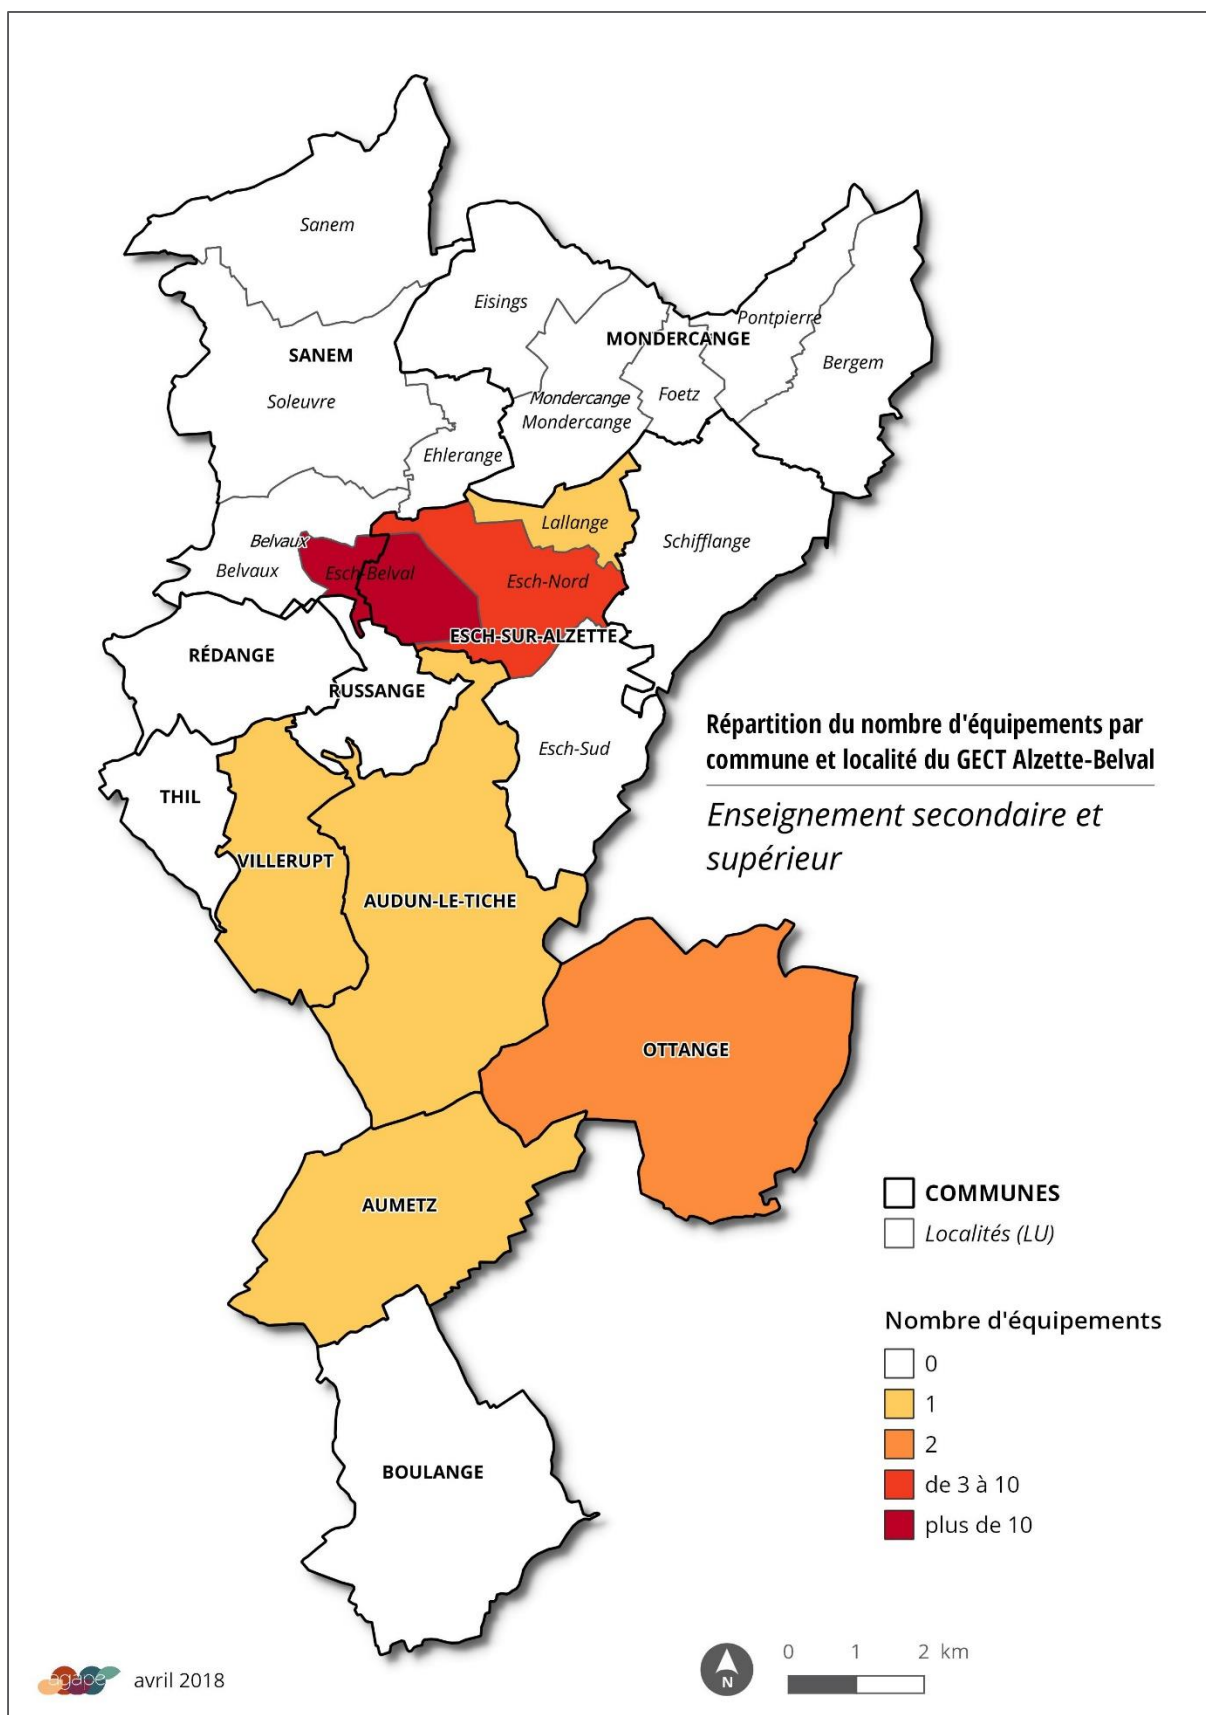 Sanem
Eisings
Pontpierre
MONDERCANGE
SANEM
Bergem
Foetz
Soleuvre
Mondercange
Mondercange
Ehlerange
Lallange
Belvaux
Schifflange
Belvaux
Esch-Belval
Esch-Nord
ESCH-SUR-ALZETTE
RÉDANGE
RUSSANGE
Répartition du nombre d'équipements par
commune et localité du GECT Alzette-Belval
Esch-Sud
THIL
Enseignement secondaire et
supérieur
VILLERUPT
AUDUN-LE-TICHE
OTTANGE
AUMETZ
COMMUNES
Localités (LU)
Nombre d'équipements
0
1
2
de 3 à 10
plus de 10
BOULANGE
agape
avril 2018
N
0 1 2 km